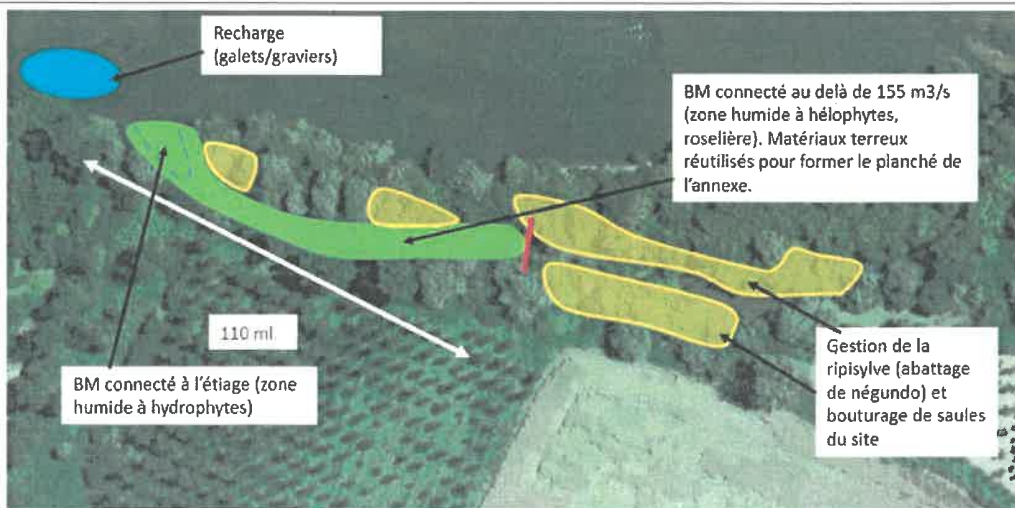 Recharge
(galets/graviers)
BM connecté au delà de 155 m3/s
(zone humide à hélophytes,
roselière). Matériaux terreux
réutilisés pour former le planché de
l'annexe.
110 ml
BM connecté à l'étiage (zone
humide à hydrophytes)
Gestion de la
ripisylve (abattage
de négundo) et
bouturage de saules
du site